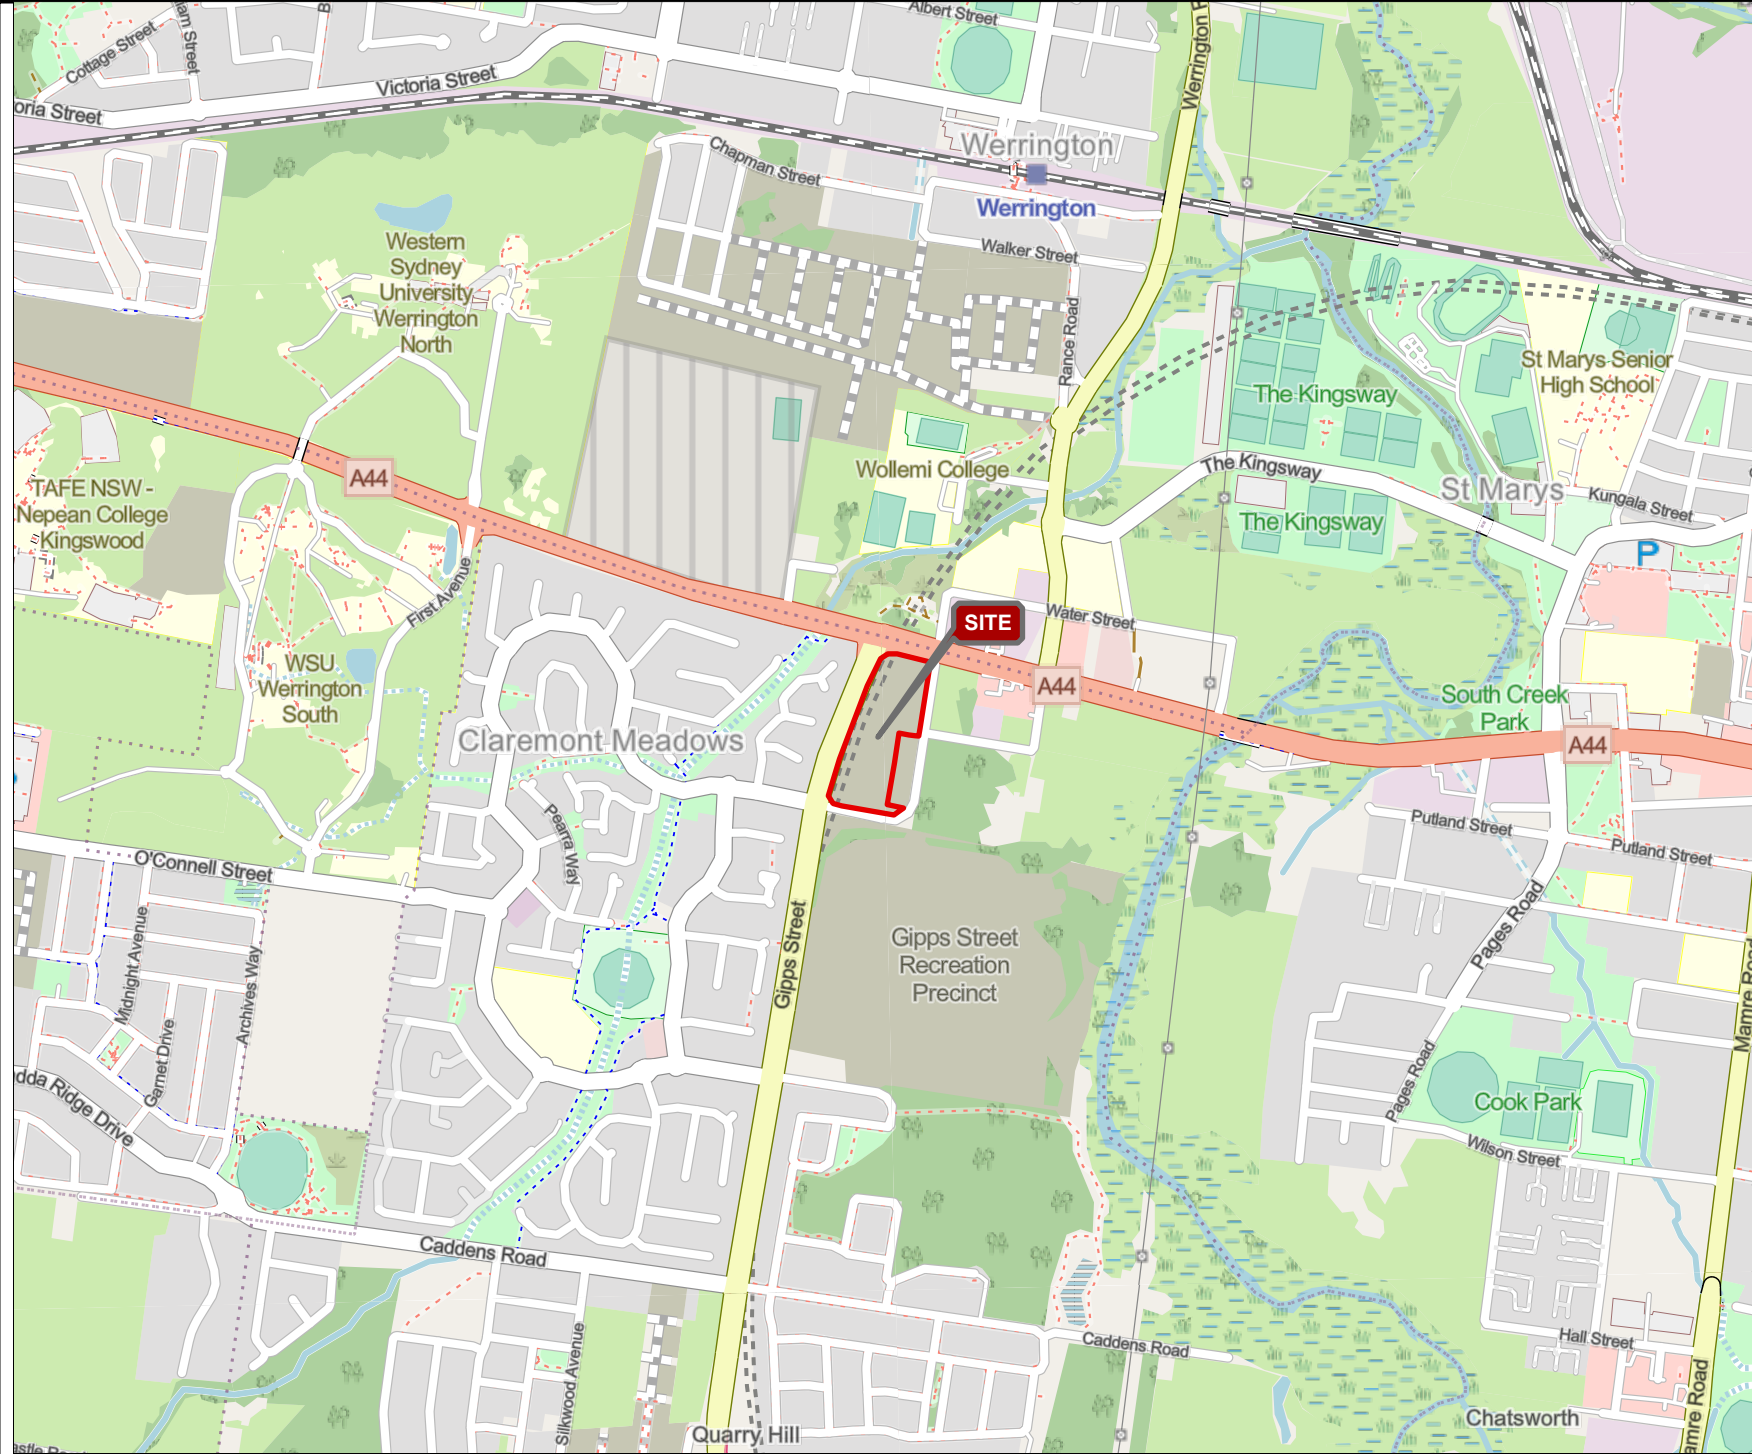 Albert Street
Cottage Street
Victoria Street
oria Street
Werrington
Werrington
Chapman Street
Walker Street
Rance Road
Western
Sydney
University
Werrington
North
A44
TAFE NSW -
Nepean College
Kingswood
First Avenue
WSU
Werrington
South
Wollemi College
The Kingsway
The Kingsway
The Kingsway
St Marys Senior
High School
St Marys
Kungala Street
P
Water Street
SITE
A44
A44
South Creek
Park
Claremont Meadows
Pearra Way
O'Connell Street
Midnight Avenue
Archives Way
Garnet Drive
dda Ridge Drive
Gipps Street
Gipps Street
Recreation
Precinct
Putland Street
Putland Street
Pages Road
Pages Road
Mamre Road
Cook Park
Wilson Street
Caddens Road
Caddens Road
Silkwood Avenue
Quarry Hill
Hall Street
Chatsworth
amre Road